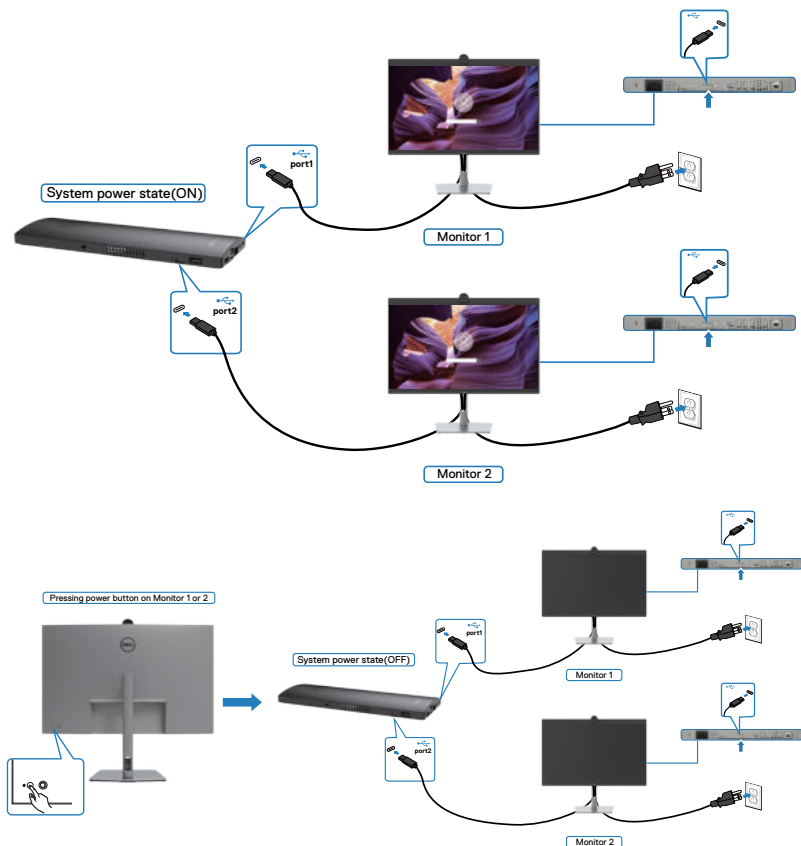 port1
System power state(ON)
Monitor 1
port2
Monitor 2
Pressing power button on Monitor 1 or 2
DELL
System power state(OFF)
port1
Monitor 1
port2
Monitor 2